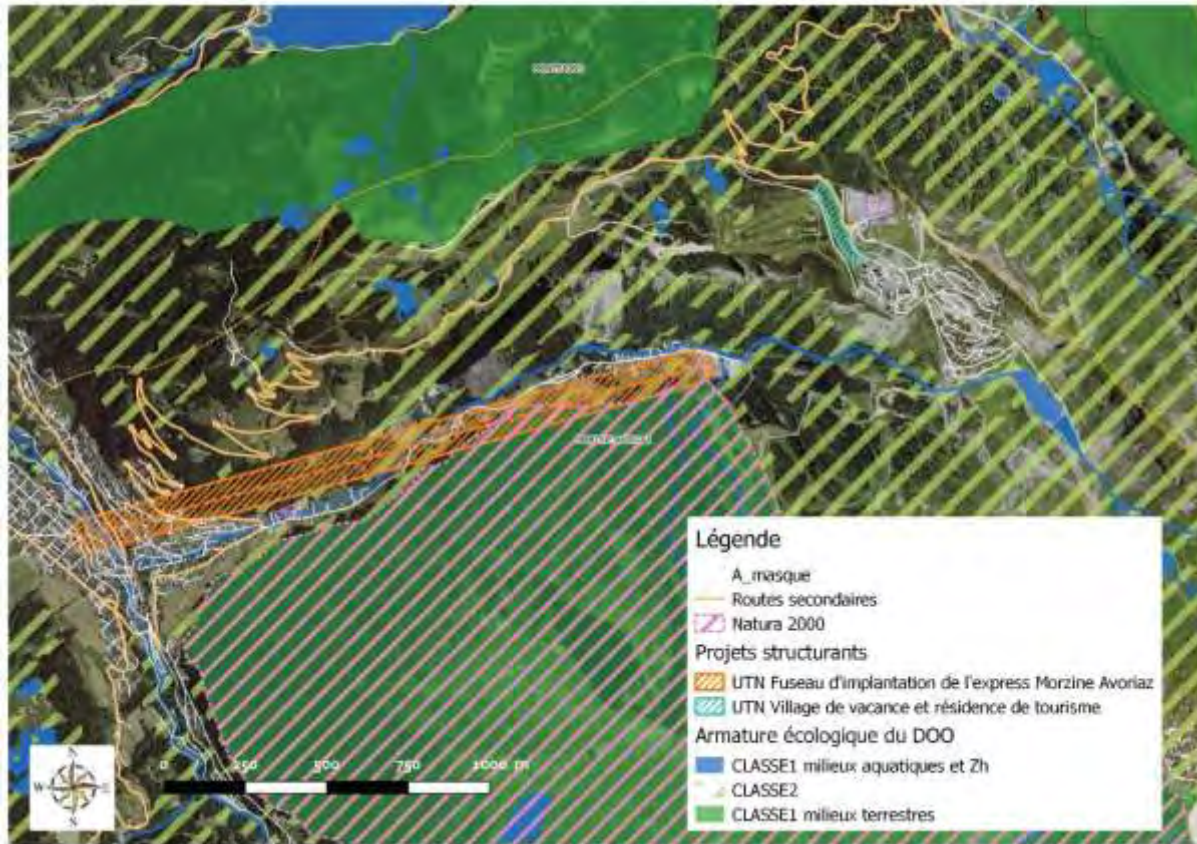 Légende
A_masque
Routes secondaires
Natura 2000
Projets structurants
UTN Fuseau d'implantation de l'express Morzine Avoriaz
UTN Village de vacance et résidence de tourisme
Armature écologique du DOO
CLASSE1 milieux aquatiques et Zh
CLASSE2
CLASSE1 milieux terrestres
N
W E
S
0 250 500 750 1000 m